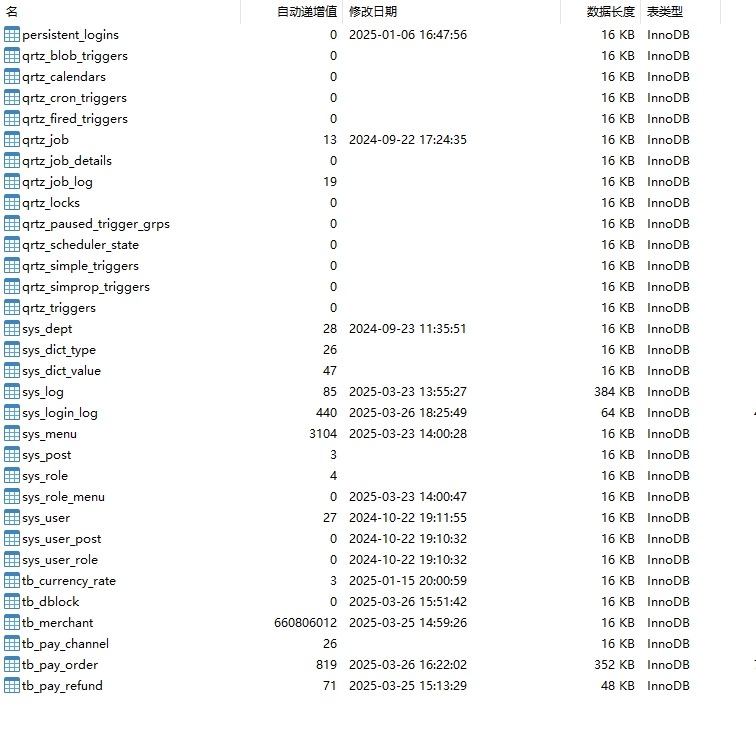 名 自动递增值 修改日期 数据长度 表类型
persistent_logins 0 2025-01-06 16:47:56 16 KB InnoDB
qrtz_blob_triggers 0 16 KB InnoDB
qrtz_calendars 0 16 KB InnoDB
qrtz_cron_triggers 0 16 KB InnoDB
qrtz_fired_triggers 0 16 KB InnoDB
qrtz_job 13 2024-09-22 17:24:35 16 KB InnoDB
qrtz_job_details 0 16 KB InnoDB
qrtz_job_log 19 16 KB InnoDB
qrtz_locks 0 16 KB InnoDB
qrtz_paused_trigger_grps 0 16 KB InnoDB
qrtz_scheduler_state 0 16 KB InnoDB
qrtz_simple_triggers 0 16 KB InnoDB
qrtz_simprop_triggers 0 16 KB InnoDB
qrtz_triggers 0 16 KB InnoDB
sys_dept 28 2024-09-23 11:35:51 16 KB InnoDB
sys_dict_type 26 16 KB InnoDB
sys_dict_value 47 16 KB InnoDB
sys_log 85 2025-03-23 13:55:27 384 KB InnoDB
sys_login_log 440 2025-03-26 18:25:49 64 KB InnoDB
sys_menu 3104 2025-03-23 14:00:28 16 KB InnoDB
sys_post 3 16 KB InnoDB
sys_role 4 16 KB InnoDB
sys_role_menu 0 2025-03-23 14:00:47 16 KB InnoDB
sys_user 27 2024-10-22 19:11:55 16 KB InnoDB
sys_user_post 0 2024-10-22 19:10:32 16 KB InnoDB
sys_user_role 0 2024-10-22 19:10:32 16 KB InnoDB
tb_currency_rate 3 2025-01-15 20:00:59 16 KB InnoDB
tb_dblock 0 2025-03-26 15:51:42 16 KB InnoDB
tb_merchant 660806012 2025-03-25 14:59:26 16 KB InnoDB
tb_pay_channel 26 16 KB InnoDB
tb_pay_order 819 2025-03-26 16:22:02 352 KB InnoDB
tb_pay_refund 71 2025-03-25 15:13:29 48 KB InnoDB